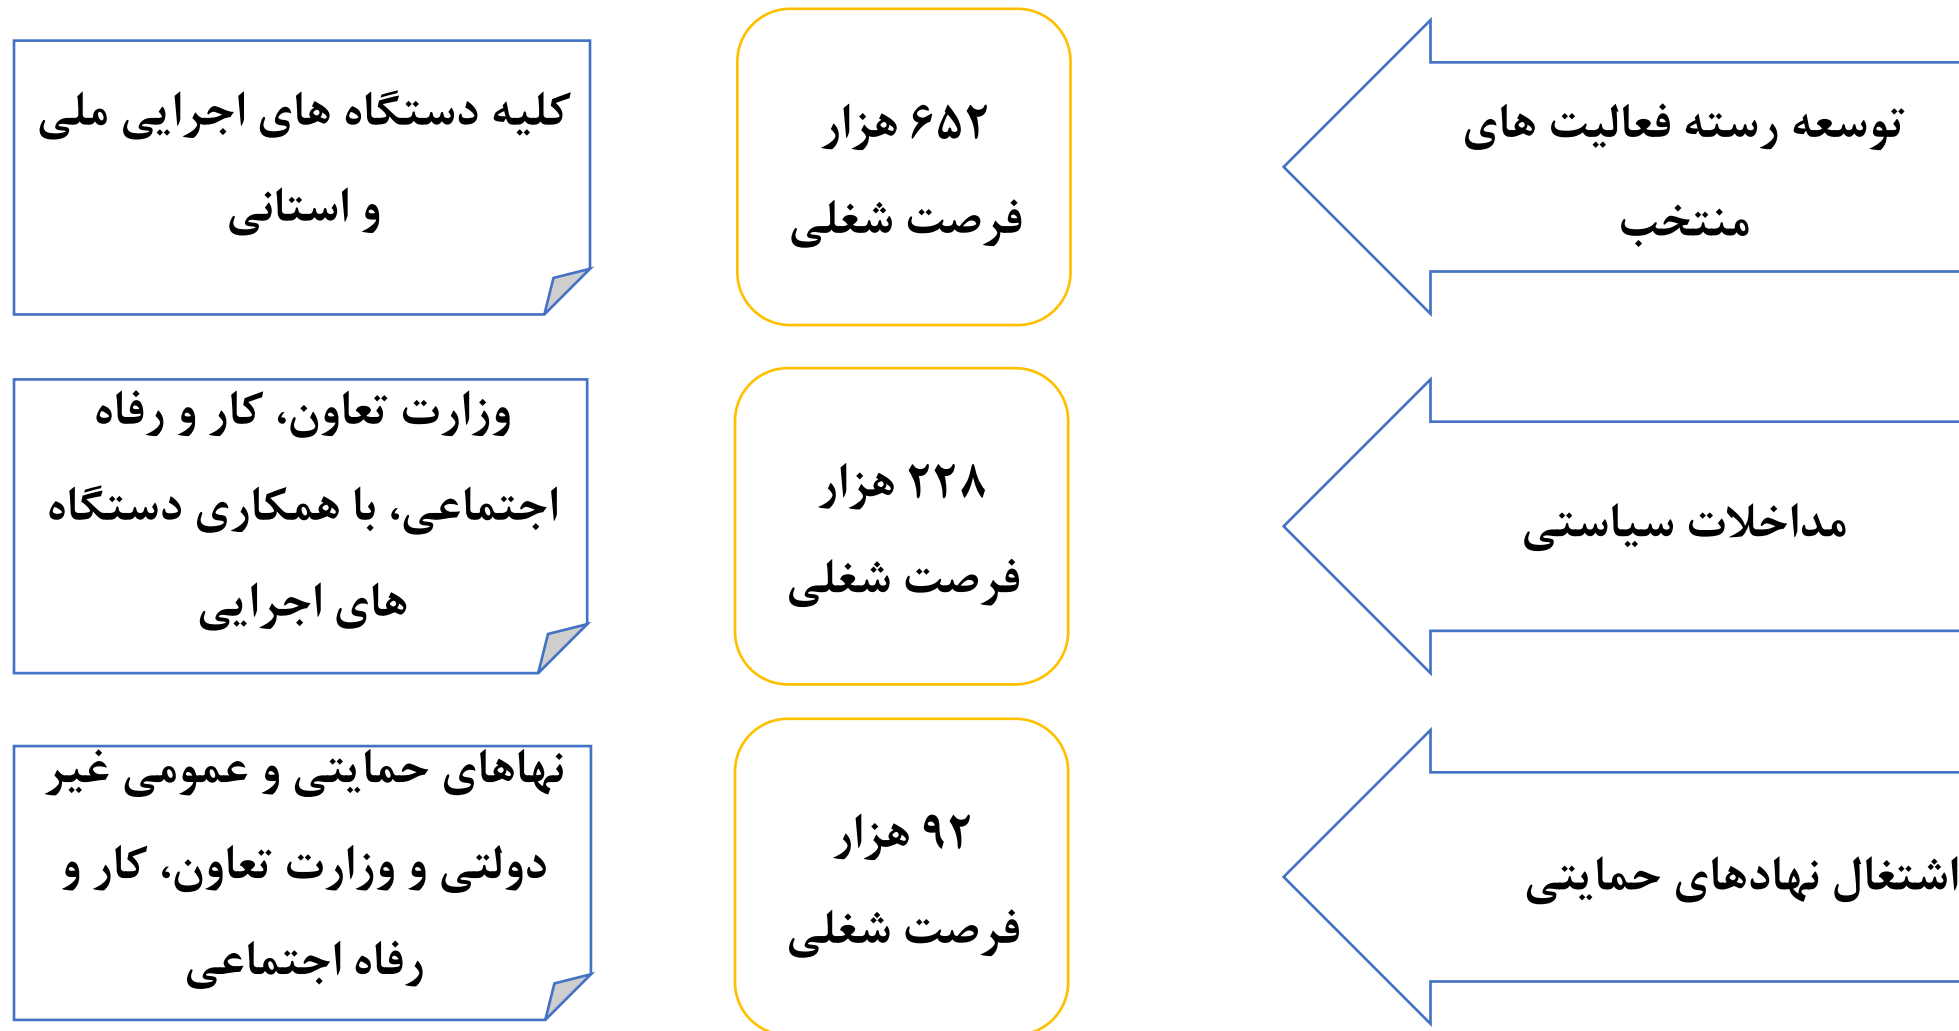 توسعه رسته فعالیت های
منتخب
۶۵۲ هزار
فرصت شغلی
کلیه دستگاه های اجرایی ملی
و استانی
مداخلات سیاستی
۲۲۸ هزار
فرصت شغلی
وزارت تعاون، کار و رفاه
اجتماعی، با همکاری دستگاه
های اجرایی
اشتغال نهادهای حمایتی
۹۲ هزار
فرصت شغلی
نهاهای حمایتی و عمومی غیر
دولتی و وزارت تعاون، کار و
رفاه اجتماعی